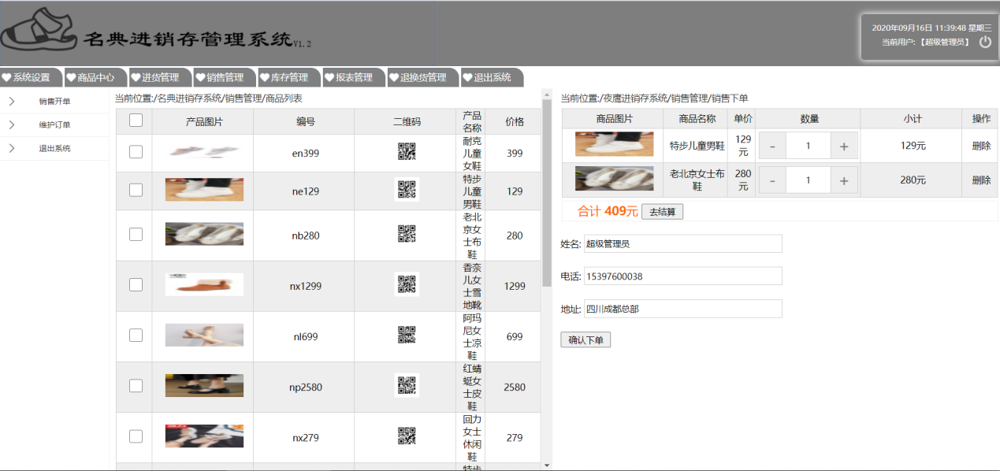 名典进销存管理系统V1.2
2020年09月16日 11:39:48 星期三
当前用户:【超级管理员】
系统设置 商品中心 进货管理 销售管理 库存管理 报表管理 退换货管理 退出系统
销售开单
维护订单
退出系统
当前位置:/名典进销存系统/销售管理/商品列表
产品图片 编号 二维码 产品名称 价格
en399 耐克儿童女鞋 399
ne129 特步儿童男鞋 129
nb280 老北京女士布鞋 280
nx1299 香奈儿女士雪地靴 1299
nl699 阿玛尼女士凉鞋 699
np2580 红蜻蜓女士皮鞋 2580
nx279 回力女士休闲鞋 279
特步
当前位置:/夜鹰进销存系统/销售管理/销售下单
商品图片 商品名称 单价 数量 小计 操作
特步儿童男鞋 129元 - 1 + 129元 删除
老北京女士布鞋 280元 - 1 + 280元 删除
合计 409元 去结算
姓名: 超级管理员
电话: 15397600038
地址: 四川成都总部
确认下单